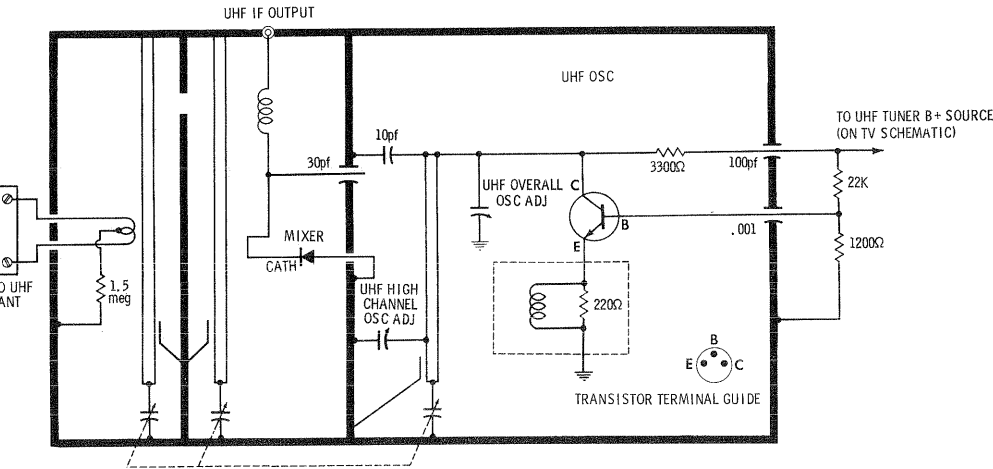 UHF IF OUTPUT
UHF OSC
TO UHF TUNER B+ SOURCE
(ON TV SCHEMATIC)
10pf
30pf
3300Ω
100pf
22K
C
UHF OVERALL
OSC ADJ
B
.001
1200Ω
E
MIXER
CATH
1.5
meg
O UHF
ANT
UHF HIGH
CHANNEL
OSC ADJ
220Ω
B
E
C
TRANSISTOR TERMINAL GUIDE